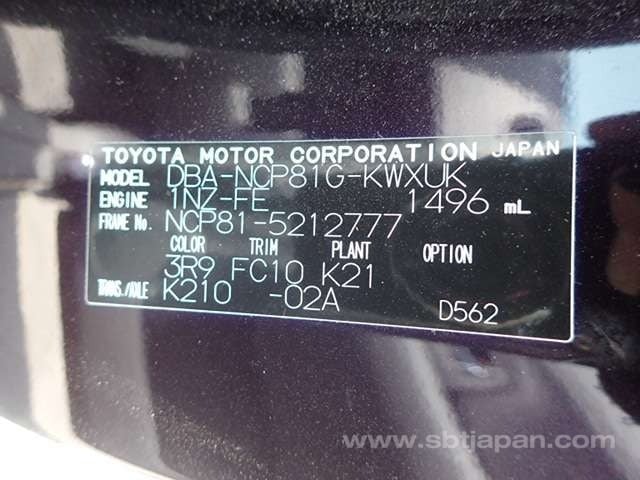 TOYOTA MOTOR CORPORATION JAPAN
MODEL DBA-NCP81G-KWXUK
ENGINE 1NZ-FE 1496 mL
FRAME No. NCP81-5212777
COLOR TRIM PLANT OPTION
3R9 FC10 K21
TRANS./AXLE K210 -02A
D562
www.sbtjapan.com